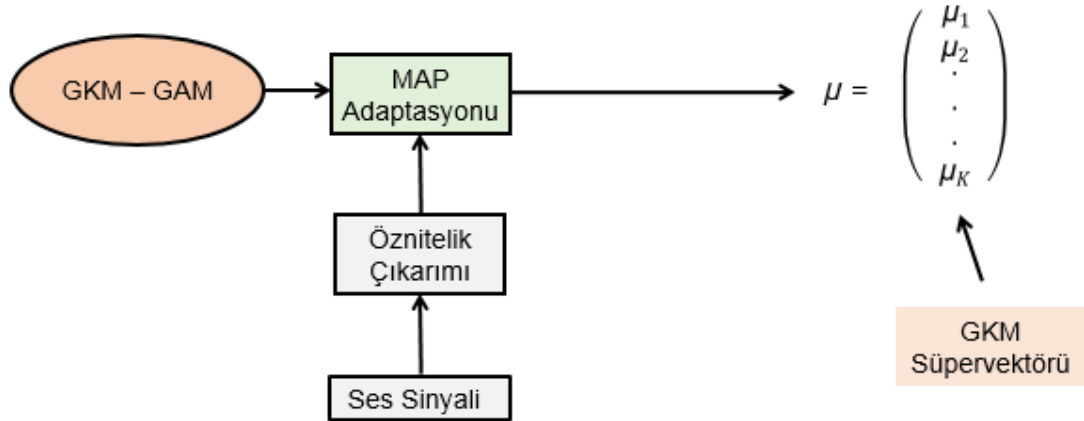 GKM – GAM
MAP
Adaptasyonu
μ =
μ1
μ2
.
.
.
μK
Öznitelik
Çıkarımı
Ses Sinyali
GKM
Süpervektörü